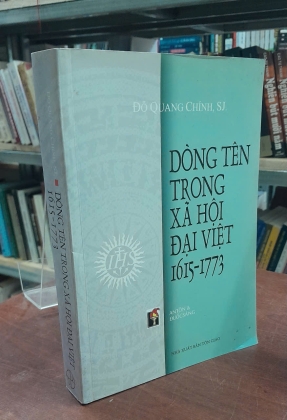 ĐỖ QUANG CHÍNH, SJ
DÒNG TÊN
TRONG
XÃ HỘI
ĐẠI VIỆT
1615-1773
IHS
DÒNG TÊN TRONG XÃ HỘI ĐẠI VIỆT
1615-1773